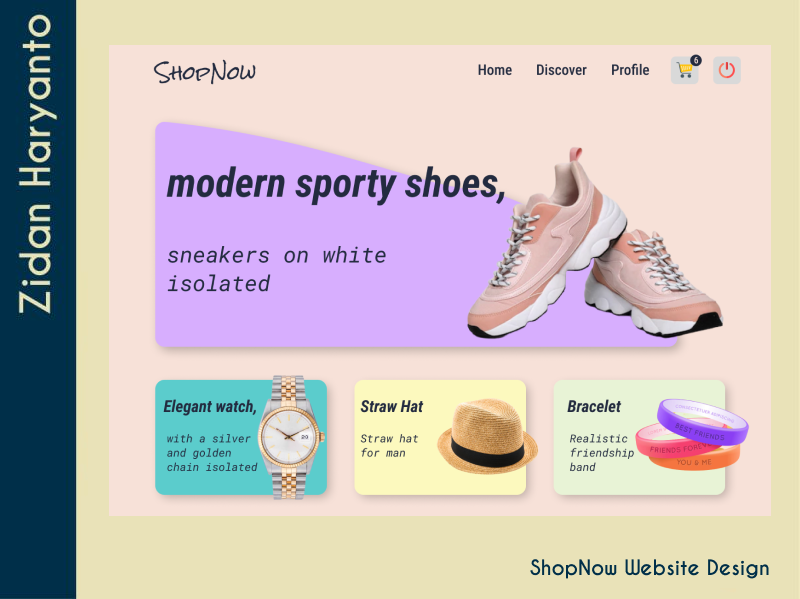 Zidan Haryanto
ShopNow
Home Discover Profile 6
modern sporty shoes,
sneakers on white
isolated
Elegant watch,
with a silver
and golden
chain isolated
20
Straw Hat
Straw hat
for man
Bracelet
Realistic
friendship
band
BEST FRIENDS
FRIENDS FOREVER
YOU & ME
ShopNow Website Design